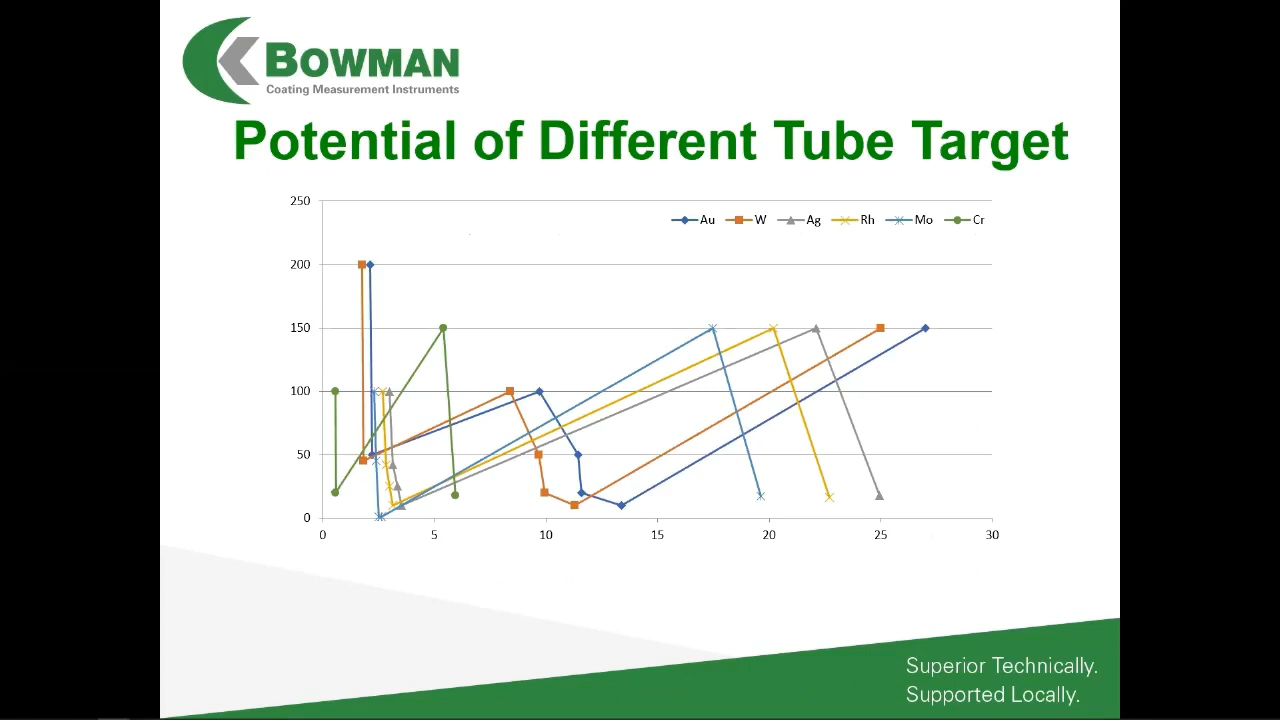 BOWMAN
Coating Measurement Instruments
Potential of Different Tube Target
250
Au W Ag Rh Mo Cr
200
150
100
50
0
0 5 10 15 20 25 30
Superior Technically.
Supported Locally.